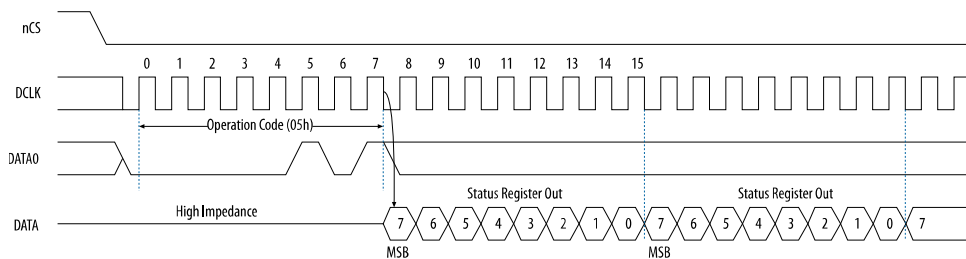 nCS
0 1 2 3 4 5 6 7 8 9 10 11 12 13 14 15
DCLK
Operation Code (05h)
DATA0
Status Register Out Status Register Out
High Impedance
DATA 7 6 5 4 3 2 1 0 7 6 5 4 3 2 1 0 7
MSB MSB